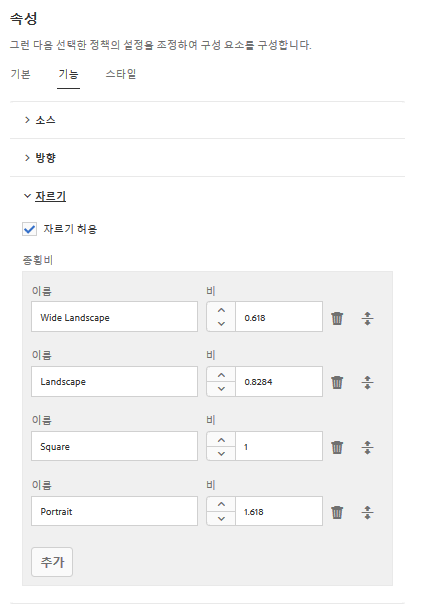 속성
그런 다음 선택한 정책의 설정을 조정하여 구성 요소를 구성합니다.
기본 기능 스타일
소스
방향
자르기
자르기 허용
종횡비
이름 비
Wide Landscape 0.618
이름 비
Landscape 0.8284
이름 비
Square 1
이름 비
Portrait 1.618
추가